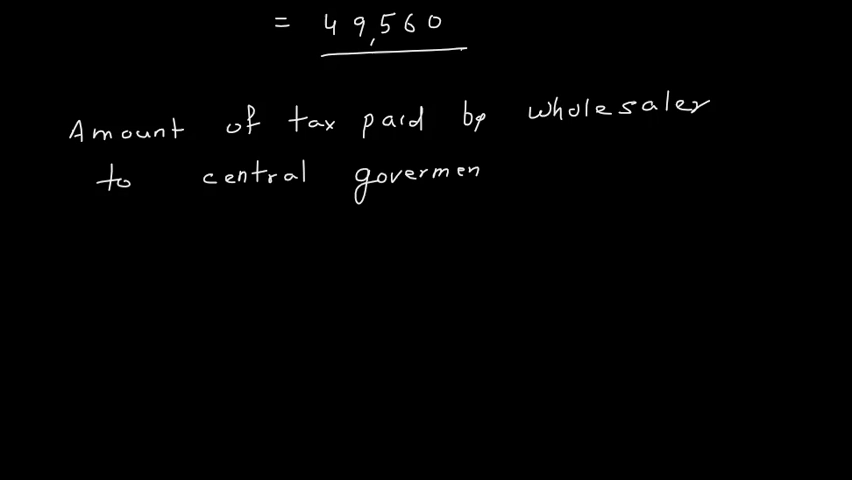 = 49,560
Amount of tax paid by wholesaler
to central govermen